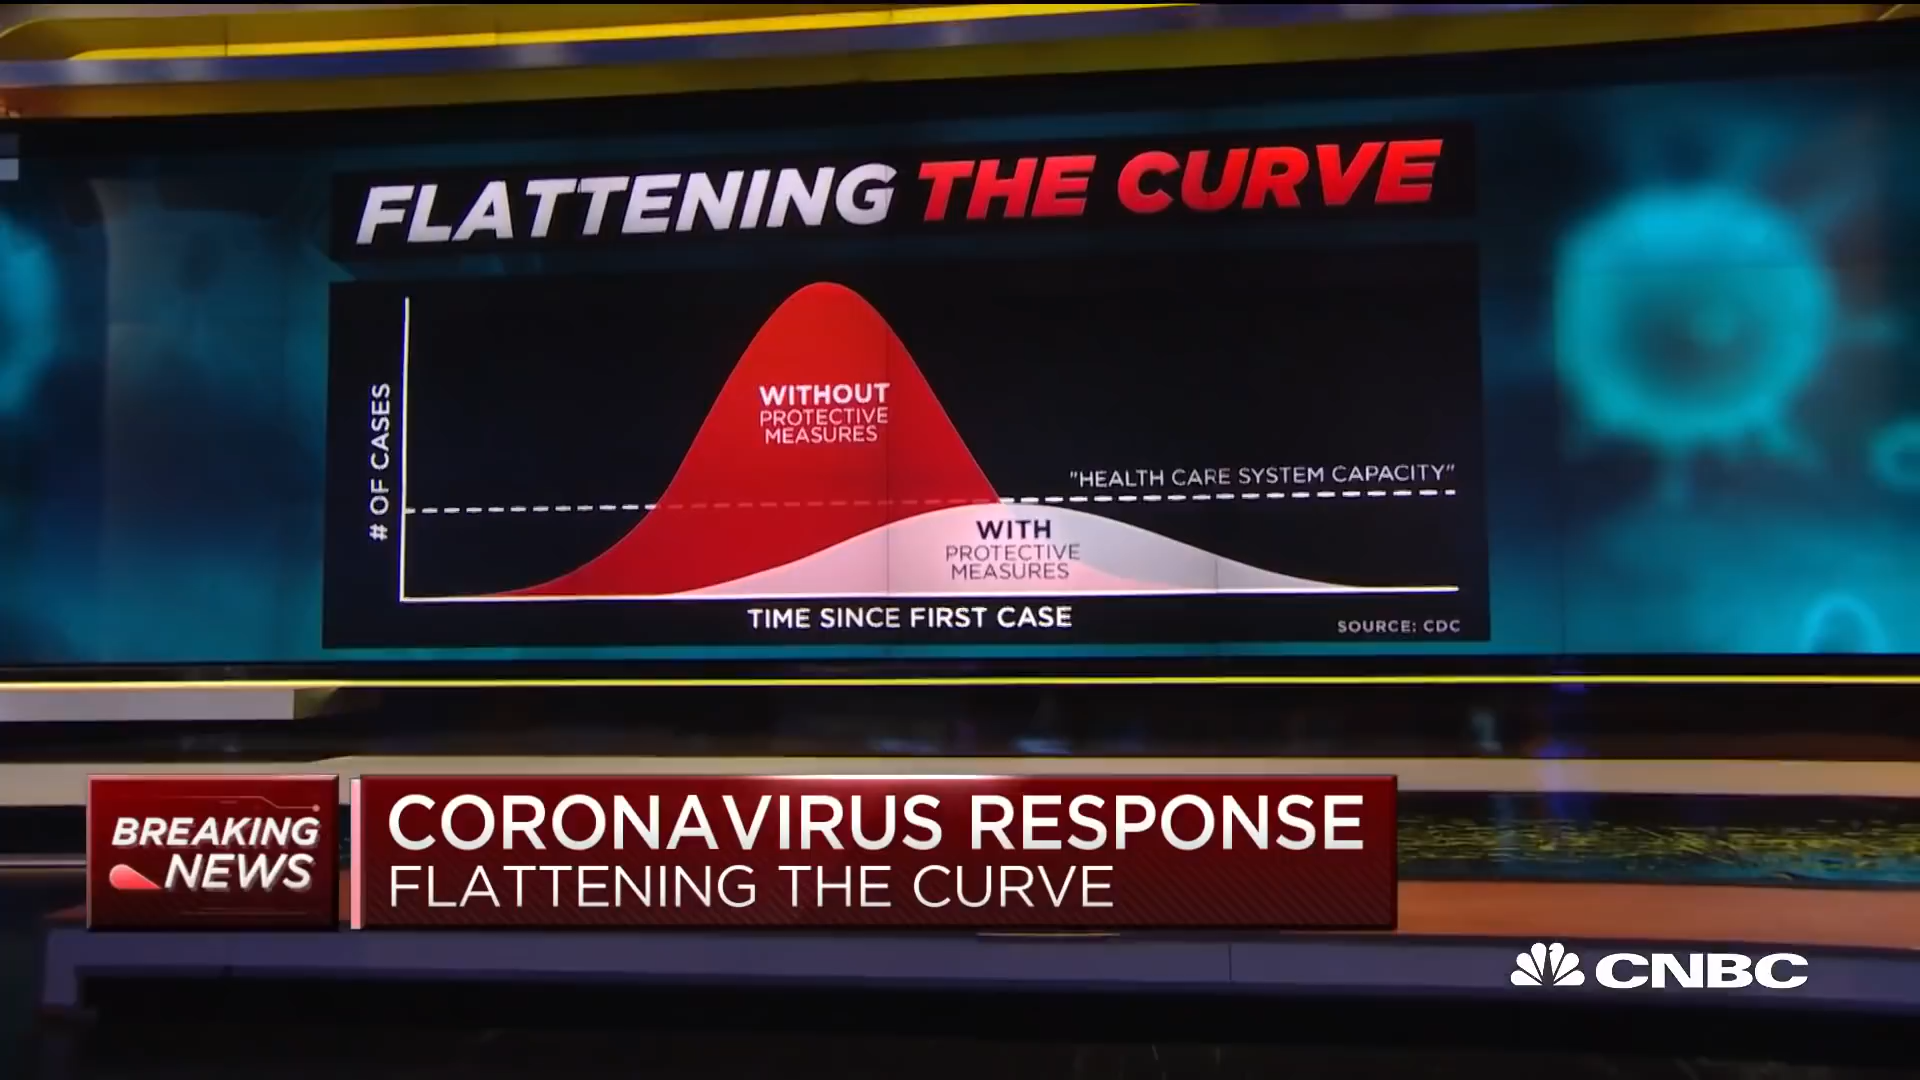 FLATTENING THE CURVE
# OF CASES
WITHOUT
PROTECTIVE
MEASURES
"HEALTH CARE SYSTEM CAPACITY"
WITH
PROTECTIVE
MEASURES
TIME SINCE FIRST CASE
SOURCE: CDC
BREAKING
NEWS
CORONAVIRUS RESPONSE
FLATTENING THE CURVE
CNBC